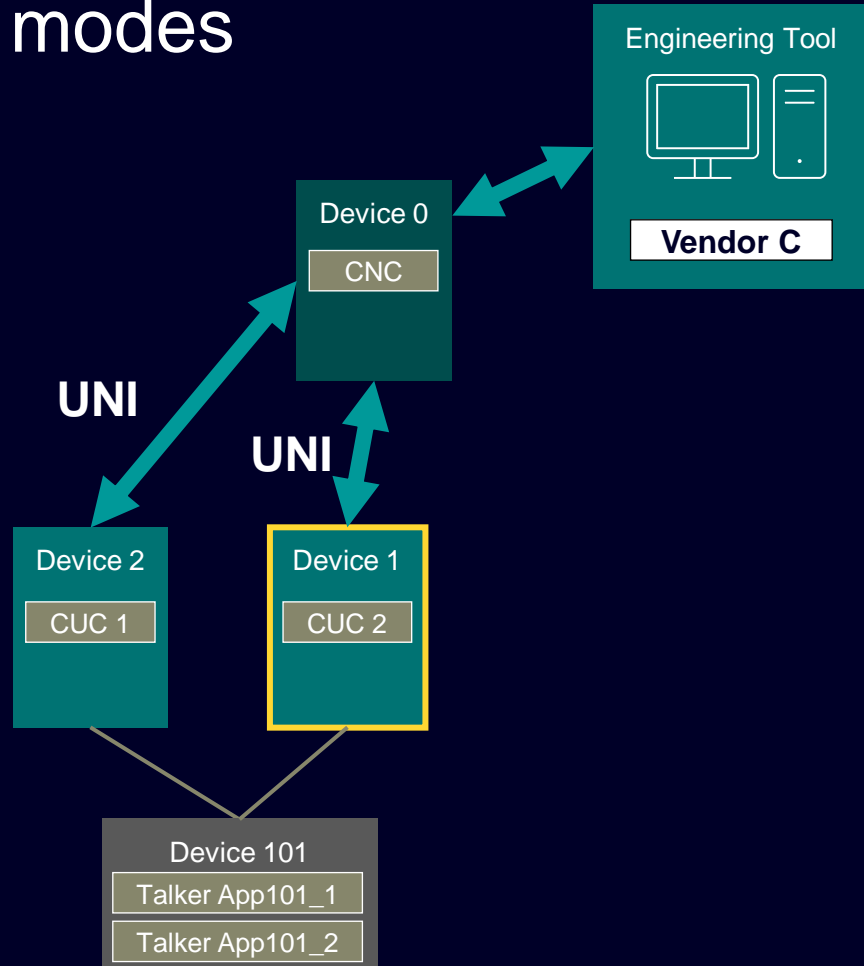 modes
Engineering Tool
Vendor C
Device 0
CNC
UNI
UNI
Device 2
CUC 1
Device 1
CUC 2
Device 101
Talker App101_1
Talker App101_2